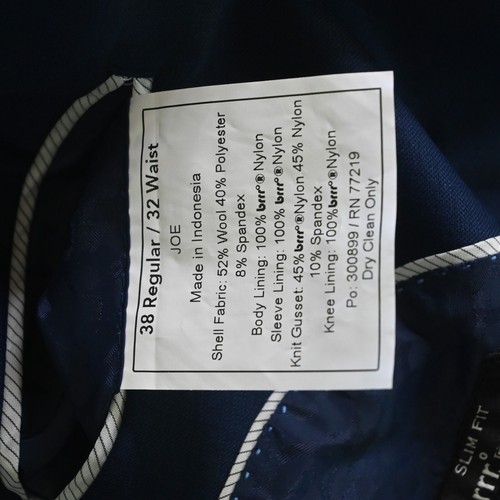 38 Regular / 32 Waist
JOE
Made in Indonesia
Shell Fabric: 52% Wool 40% Polyester
8% Spandex
Body Lining: 100% brrr°® Nylon
Sleeve Lining: 100% brrr°® Nylon
Knit Gusset: 45% brrr°® Nylon, 45% Nylon
10% Spandex
Knee Lining: 100% brrr°® Nylon
Po: 300899 / RN 77219
Dry Clean Only
SLIM FIT